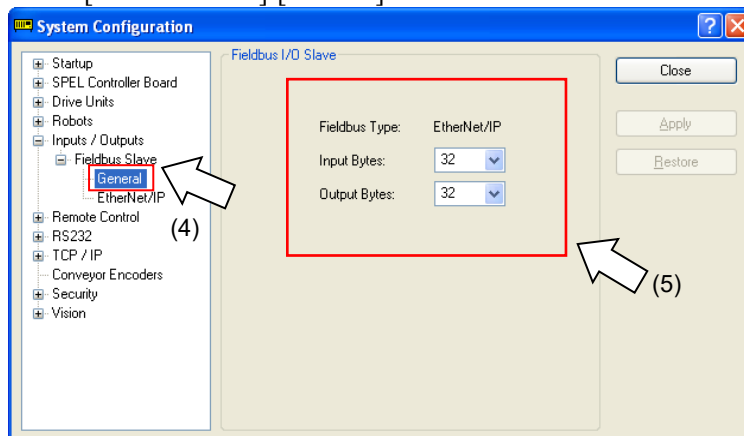 System Configuration
Startup
SPEL Controller Board
Drive Units
Robots
Inputs / Outputs
Fieldbus Slave
General
EtherNet/IP
Remote Control
RS232
TCP / IP
Conveyor Encoders
Security
Vision
(4)
Fieldbus I/O Slave
Fieldbus Type: EtherNet/IP
Input Bytes: 32
Output Bytes: 32
(5)
Close
Apply
Restore